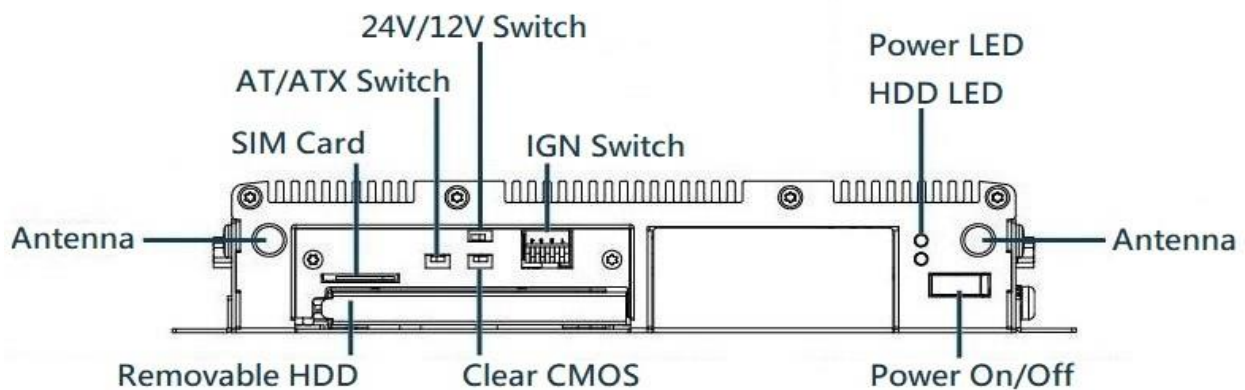 24V/12V Switch
Power LED
AT/ATX Switch
HDD LED
SIM Card
IGN Switch
Antenna
Antenna
Removable HDD
Clear CMOS
Power On/Off